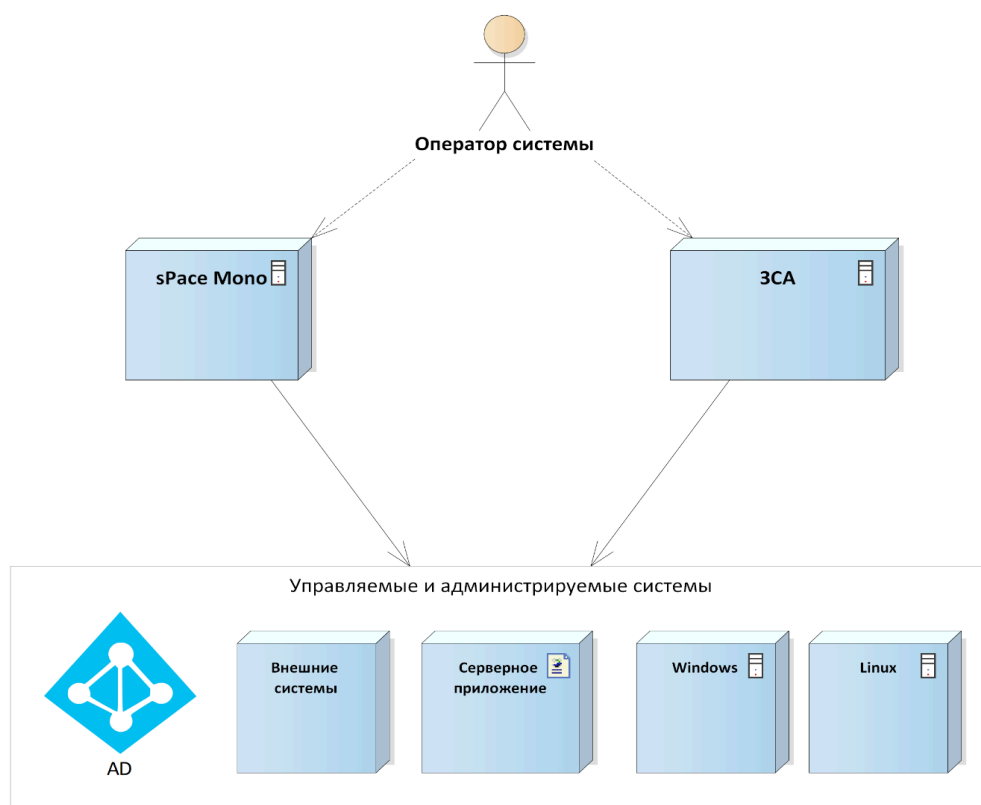 Оператор системы
sPace Mono
ЗСА
Управляемые и администрируемые системы
AD
Внешние
системы
Серверное
приложение
Windows
Linux